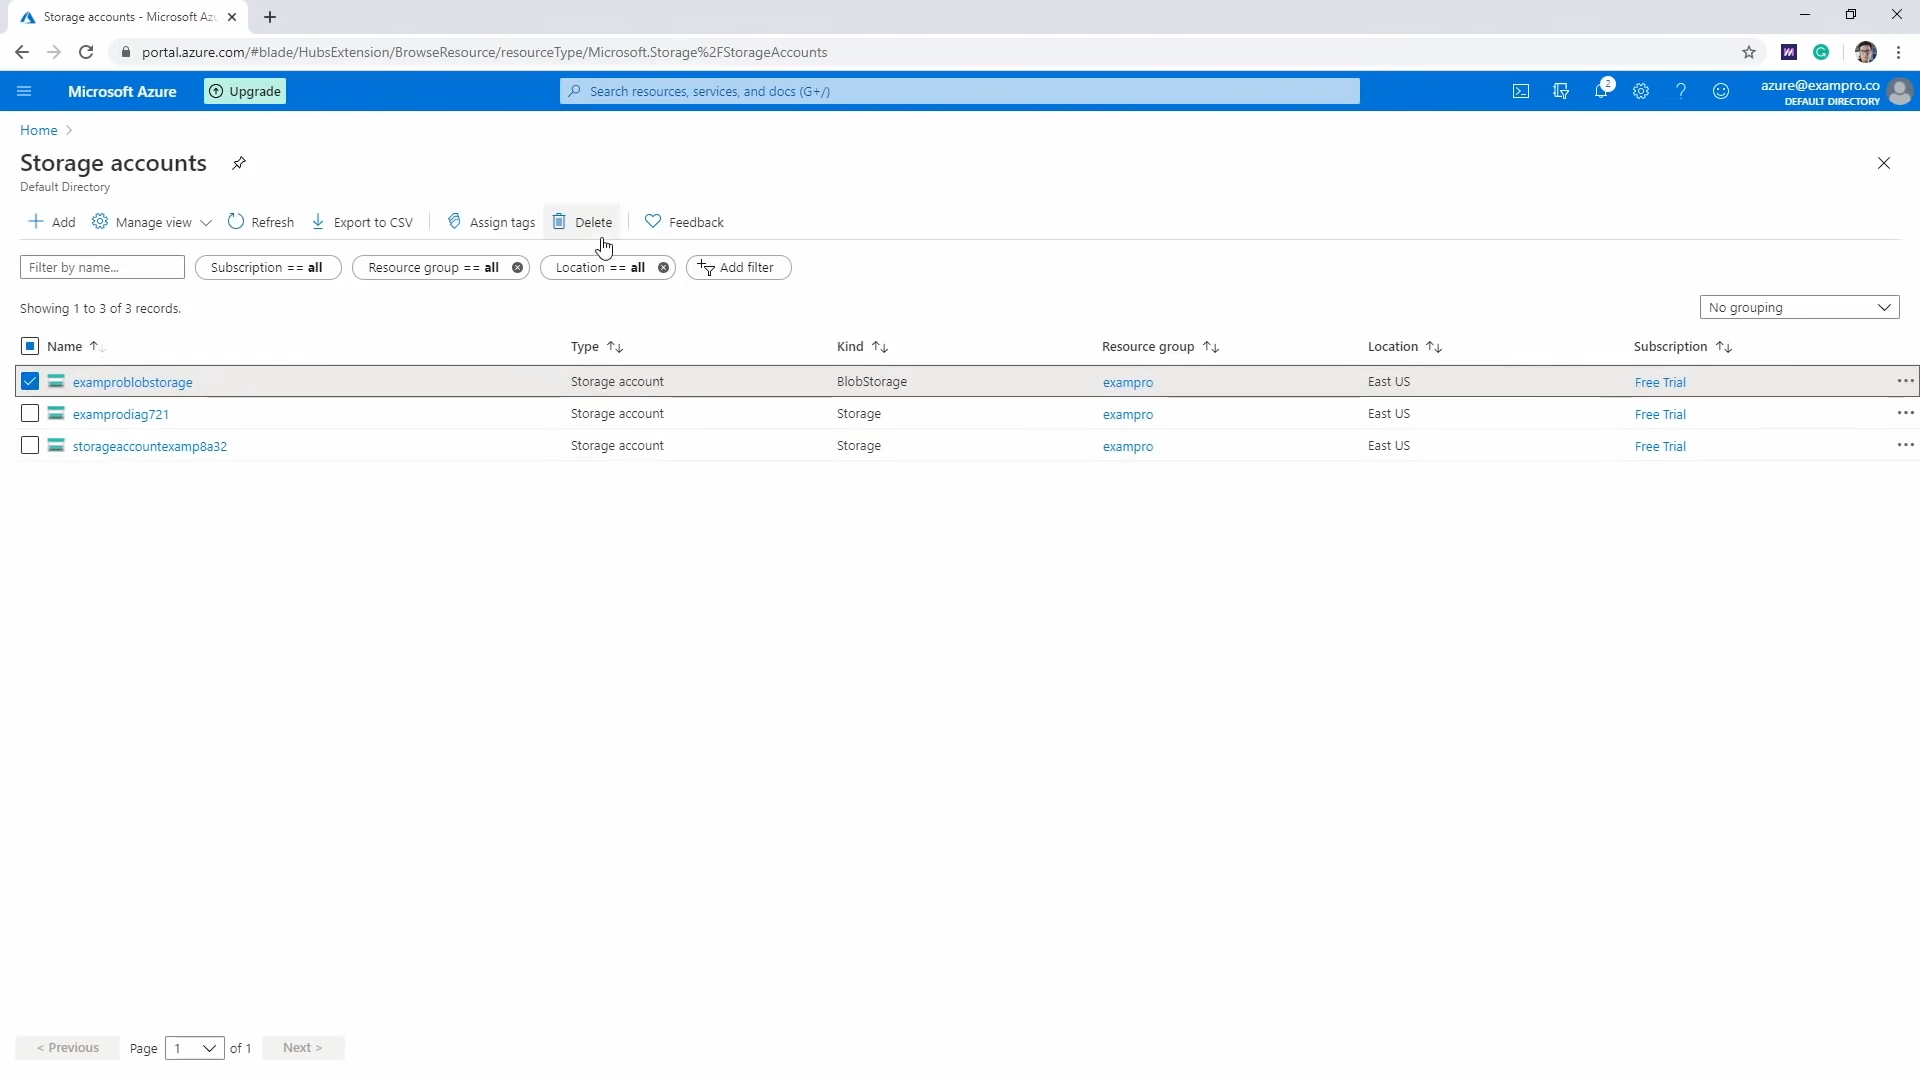 Storage accounts - Microsoft Az
portal.azure.com/#blade/HubsExtension/BrowseResource/resourceType/Microsoft.Storage%2FStorageAccounts
Microsoft Azure
Upgrade
Search resources, services, and docs (G+/)
2
azure@exampro.co
DEFAULT DIRECTORY
Home
Storage accounts
Default Directory
Add Manage view Refresh Export to CSV Assign tags Delete Feedback
Filter by name... Subscription == all Resource group == all Location == all Add filter
Showing 1 to 3 of 3 records. No grouping
Name Type Kind Resource group Location Subscription
examproblobstorage Storage account BlobStorage exampro East US Free Trial
examprodiag721 Storage account Storage exampro East US Free Trial
storageaccountexamp8a32 Storage account Storage exampro East US Free Trial
< Previous Page 1 of 1 Next >